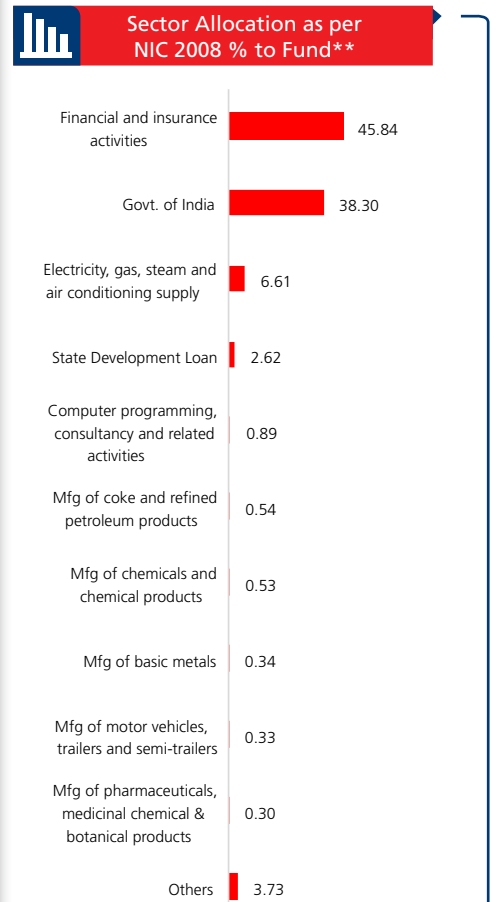 Sector Allocation as per
NIC 2008 % to Fund**
Financial and insurance
activities
45.84
Govt. of India
38.30
Electricity, gas, steam and
air conditioning supply
6.61
State Development Loan
2.62
Computer programming,
consultancy and related
activities
0.89
Mfg of coke and refined
petroleum products
0.54
Mfg of chemicals and
chemical products
0.53
Mfg of basic metals
0.34
Mfg of motor vehicles,
trailers and semi-trailers
0.33
Mfg of pharmaceuticals,
medicinal chemical &
botanical products
0.30
Others
3.73